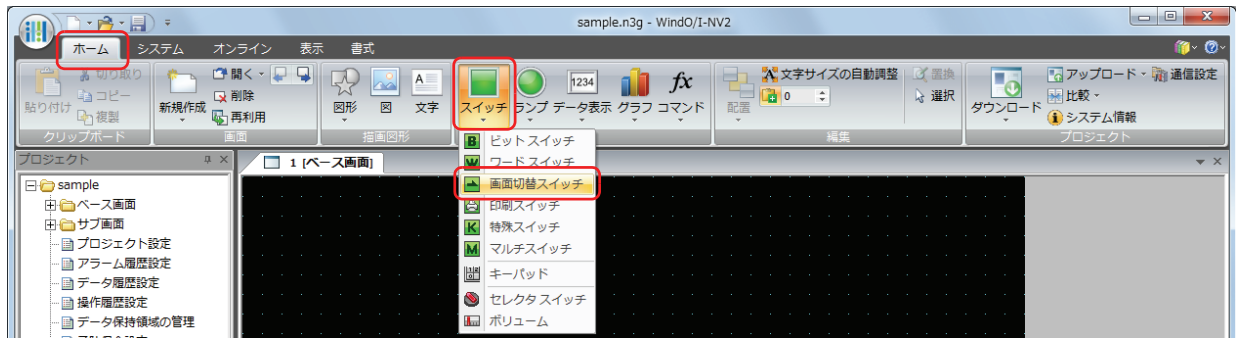 sample.n3g - WindO/I-NV2
ホーム システム オンライン 表示 書式
切り取り
貼り付け コピー
複製
クリップボード
新規作成 開く
削除
再利用
画面
図形 図 文字
描画図形
スイッチ ランプ データ表示 グラフ コマンド
1234
fx
配置 文字サイズの自動調整 置換
0 選択
編集
ダウンロード アップロード 通信設定
比較
システム情報
プロジェクト
プロジェクト
1 [ベース画面]
sample
ベース画面
サブ画面
プロジェクト設定
アラーム履歴設定
データ履歴設定
操作履歴設定
データ保持領域の管理
ビット スイッチ
ワード スイッチ
画面切替スイッチ
印刷スイッチ
特殊スイッチ
マルチスイッチ
キーパッド
セレクタ スイッチ
ボリューム